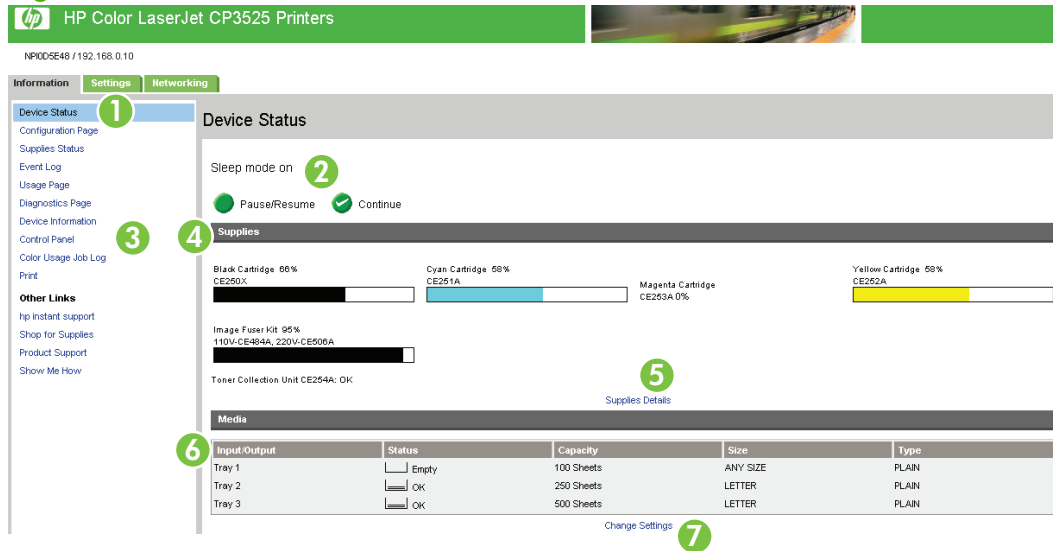 hp HP Color LaserJet CP3525 Printers
NPI0D5E48 / 192.168.0.10
Information Settings Networking
1
Device Status
Configuration Page
Supplies Status
Event Log
Usage Page
Diagnostics Page
Device Information
Control Panel
Color Usage Job Log
Print
3
Other Links
hp instant support
Shop for Supplies
Product Support
Show Me How
Device Status
Sleep mode on 2
Pause/Resume Continue
4 Supplies
Black Cartridge 66%
CE250X
Cyan Cartridge 58%
CE251A
Magenta Cartridge
CE253A 0%
Yellow Cartridge 58%
CE252A
Image Fuser Kit 95%
110V-CE484A, 220V-CE506A
Toner Collection Unit CE254A: OK
5
Supplies Details
Media
6 Input/Output Status Capacity Size Type
Tray 1 Empty 100 Sheets ANY SIZE PLAIN
Tray 2 OK 250 Sheets LETTER PLAIN
Tray 3 OK 500 Sheets LETTER PLAIN
Change Settings 7